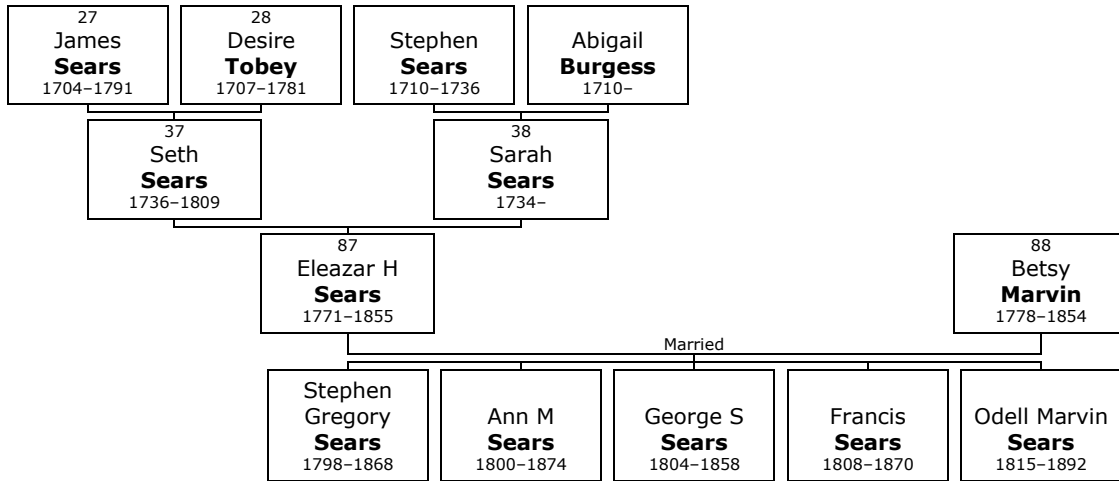 27
James
Sears
1704–1791
28
Desire
Tobey
1707–1781
Stephen
Sears
1710–1736
Abigail
Burgess
1710–
37
Seth
Sears
1736–1809
38
Sarah
Sears
1734–
87
Eleazar H
Sears
1771–1855
88
Betsy
Marvin
1778–1854
Married
Stephen
Gregory
Sears
1798–1868
Ann M
Sears
1800–1874
George S
Sears
1804–1858
Francis
Sears
1808–1870
Odell Marvin
Sears
1815–1892